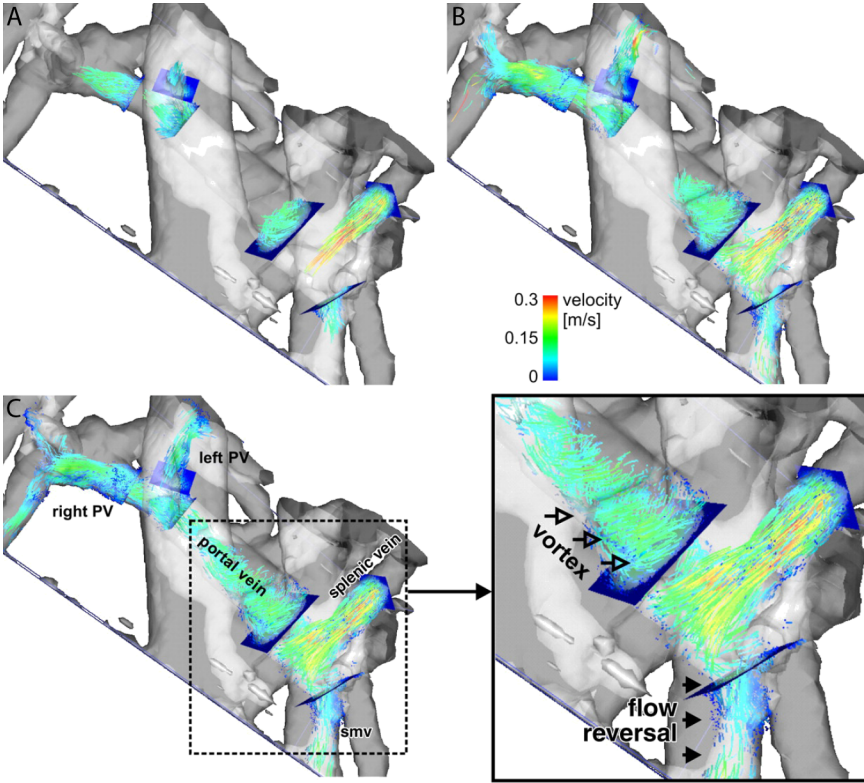 A
B
0.3
velocity
[m/s]
0.15
0
C
left PV
right PV
portal vein
splenic vein
smv
vortex
flow
reversal